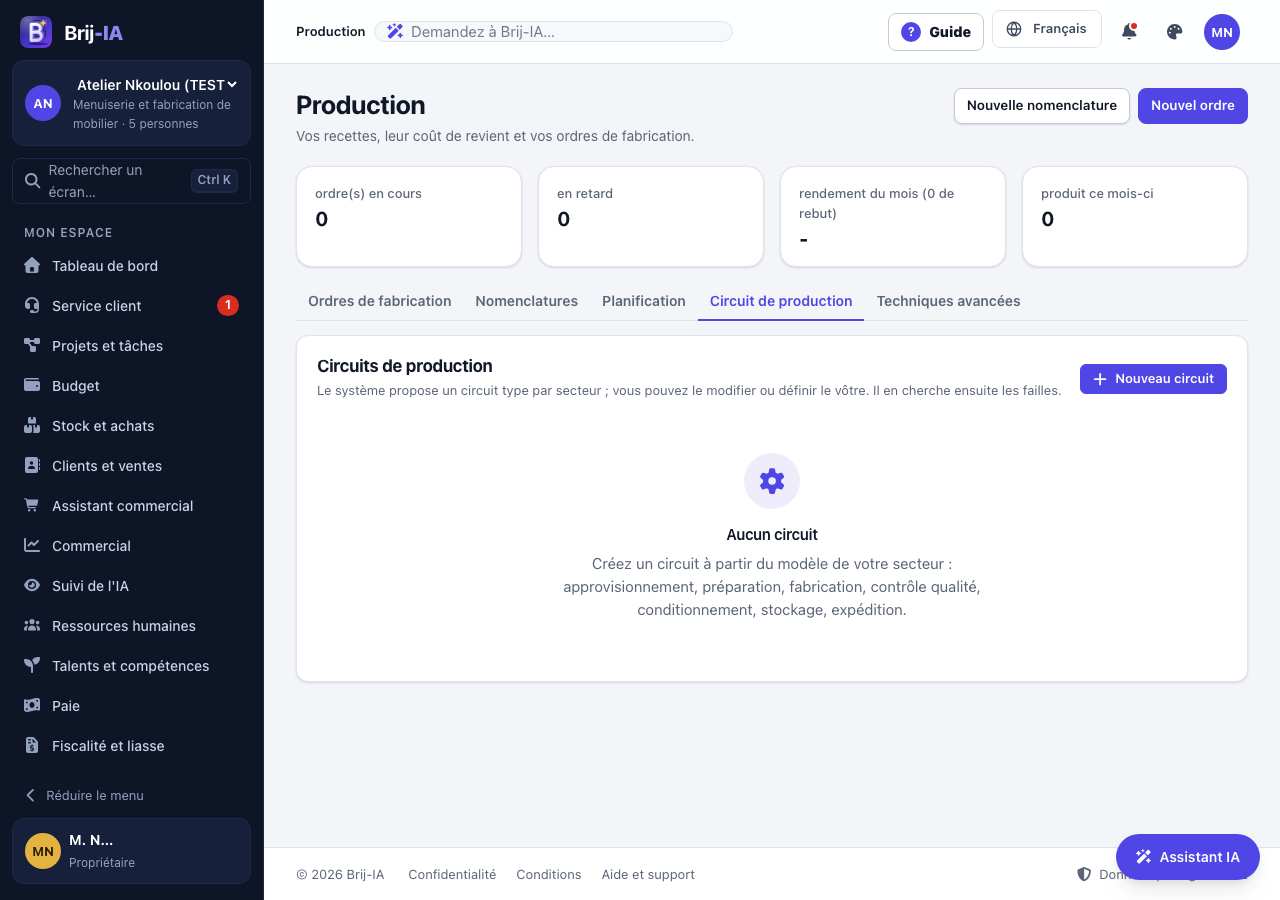 Brij-IA
AN
Atelier Nkoulou (TEST
Menuiserie et fabrication de
mobilier · 5 personnes
Rechercher un
écran...
Ctrl K
MON ESPACE
Tableau de bord
Service client
1
Projets et tâches
Budget
Stock et achats
Clients et ventes
Assistant commercial
Commercial
Suivi de l'IA
Ressources humaines
Talents et compétences
Paie
Fiscalité et liasse
Réduire le menu
MN
M. N...
Propriétaire
Production
Demandez à Brij-IA...
? Guide
Français
MN
Production
Vos recettes, leur coût de revient et vos ordres de fabrication.
Nouvelle nomenclature
Nouvel ordre
ordre(s) en cours
0
en retard
0
rendement du mois (0 de
rebut)
-
produit ce mois-ci
0
Ordres de fabrication
Nomenclatures
Planification
Circuit de production
Techniques avancées
Circuits de production
Le système propose un circuit type par secteur ; vous pouvez le modifier ou définir le vôtre. Il en cherche ensuite les failles.
Nouveau circuit
Aucun circuit
Créez un circuit à partir du modèle de votre secteur :
approvisionnement, préparation, fabrication, contrôle qualité,
conditionnement, stockage, expédition.
© 2026 Brij-IA
Confidentialité
Conditions
Aide et support
Assistant IA